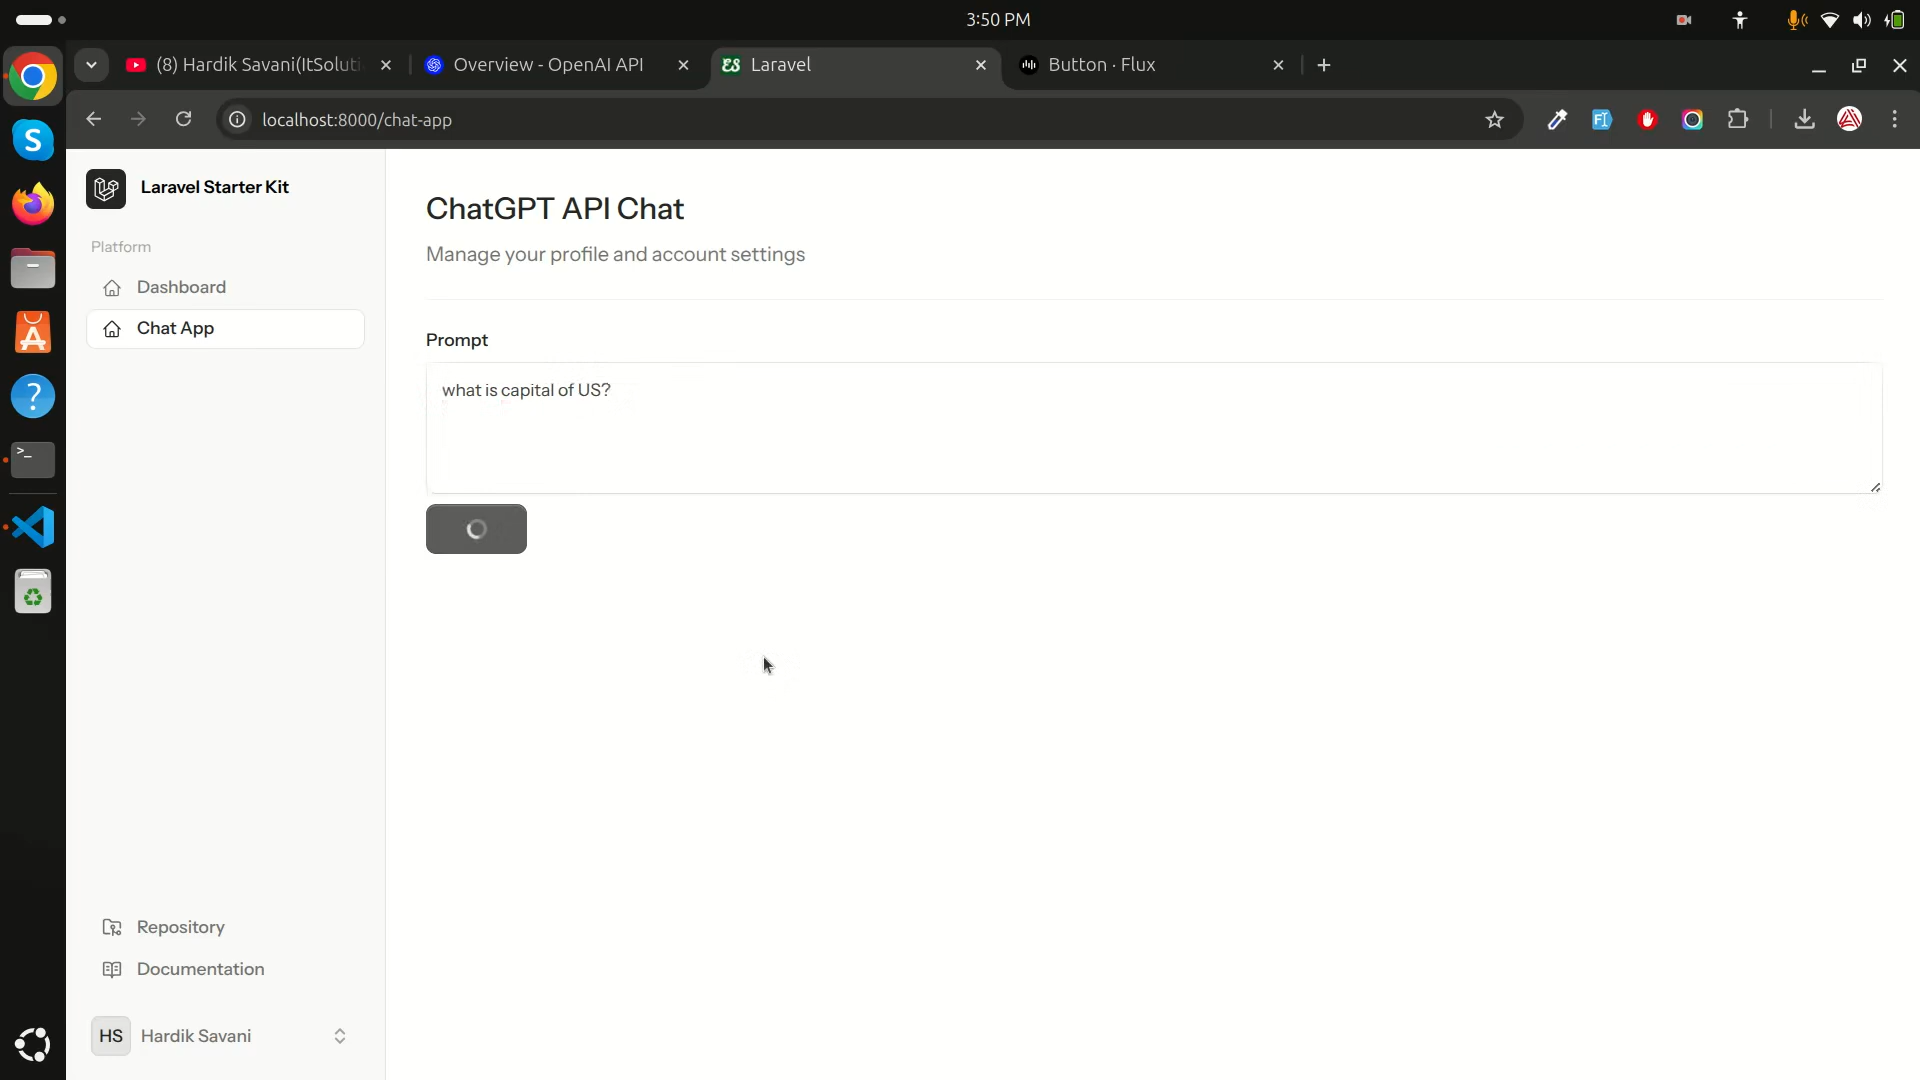 3:50 PM
(8) Hardik Savani(ItSoluti
Overview - OpenAI API
Laravel
Button · Flux
localhost:8000/chat-app
Laravel Starter Kit
Platform
Dashboard
Chat App
ChatGPT API Chat
Manage your profile and account settings
Prompt
what is capital of US?
Repository
Documentation
HS
Hardik Savani